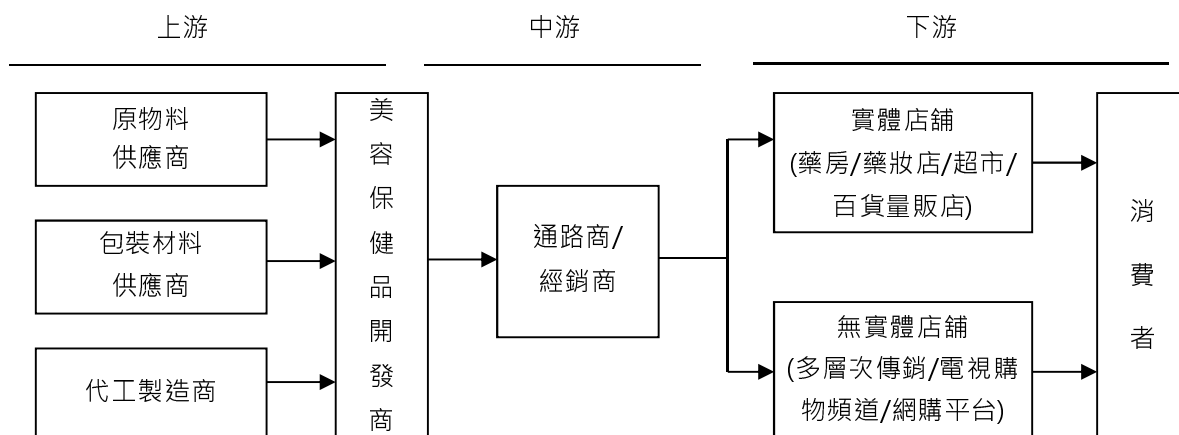 上游
中游
下游
原物料
供應商
包裝材料
供應商
代工製造商
美
容
保
健
品
開
發
商
通路商/
經銷商
實體店舖
(藥房/藥妝店/超市/
百貨量販店)
無實體店舖
(多層次傳銷/電視購
物頻道/網購平台)
消
費
者